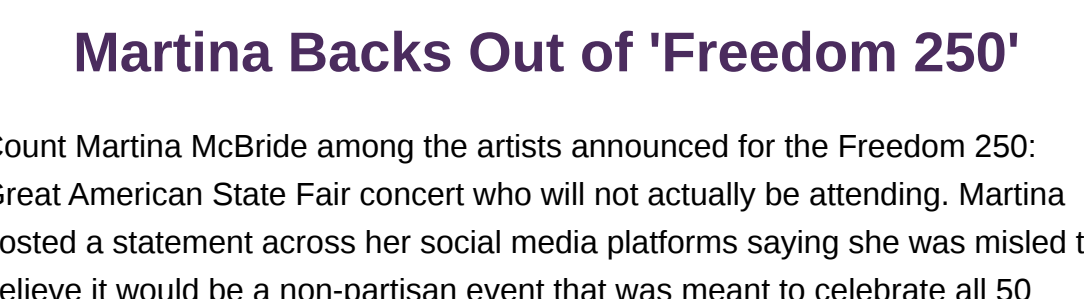 Martina Backs Out of 'Freedom 250'
Count Martina McBride among the artists announced for the Freedom 250:
Great American State Fair concert who will not actually be attending. Martina
osted a statement across her social media platforms saying she was misled t
elieve it would be a non-partisan event that was meant to celebrate all 50